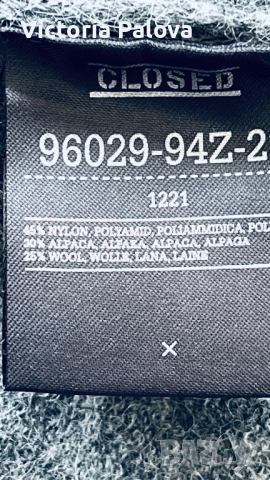 Victoria Palova
CLOSED
96029-94Z-2
1221
45% NYLON, POLYAMID, POLIAMMIDICA, POL
30% ALPACA, ALPAKA, ALPACA, ALPAGA
25% WOOL, WOLLE, LANA, LAINE
×